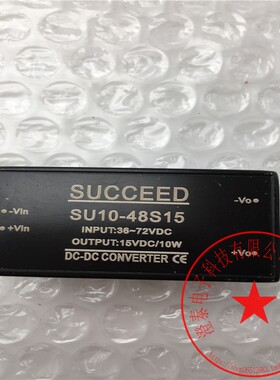 SUCCEED
SU10-48S15
INPUT:36~72VDC
OUTPUT:15VDC/10W
DC-DC CONVERTER CE
-Vin
+Vin
-Vo
+Vo